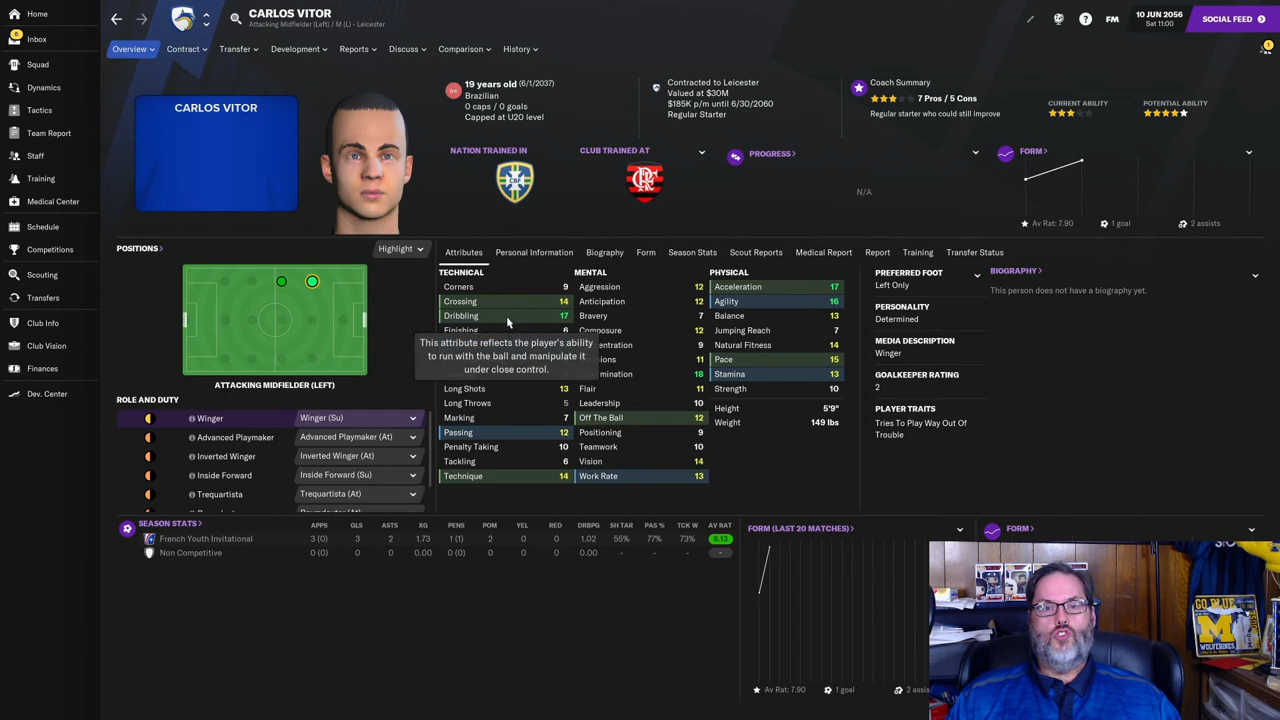 Home
Inbox
Squad
Dynamics
Tactics
Team Report
Staff
Training
Medical Center
Schedule
Competitions
Scouting
Transfers
Club Info
Club Vision
Finances
Dev. Center
CARLOS VITOR
Attacking Midfielder (Left) / M (L) - Leicester
FM
10 JUN 2056
Sat 11:00
SOCIAL FEED
Overview
Contract
Transfer
Development
Reports
Discuss
Comparison
History
CARLOS VITOR
Int
19 years old (6/1/2037)
Brazilian
0 caps / 0 goals
Capped at U20 level
Contracted to Leicester
Valued at $30M
$185K p/m until 6/30/2060
Regular Starter
Coach Summary
7 Pros / 5 Cons
Regular starter who could still improve
CURRENT ABILITY
POTENTIAL ABILITY
NATION TRAINED IN
CLUB TRAINED AT
PROGRESS
N/A
FORM
Av Rat: 7.90
1 goal
2 assists
POSITIONS
Highlight
ATTACKING MIDFIELDER (LEFT)
ROLE AND DUTY
Winger Winger (Su)
Advanced Playmaker Advanced Playmaker (At)
Inverted Winger Inverted Winger (At)
Inside Forward Inside Forward (Su)
Trequartista Trequartista (At)
Attributes
Personal Information
Biography
Form
Season Stats
Scout Reports
Medical Report
Report
Training
Transfer Status
TECHNICAL
Corners 9
Crossing 14
Dribbling 17
Finishing 6
This attribute reflects the player's ability
to run with the ball and manipulate it
under close control.
Long Shots 13
Long Throws 5
Marking 7
Passing 12
Penalty Taking 10
Tackling 6
Technique 14
MENTAL
Aggression 12
Anticipation 12
Bravery 7
Composure 12
9
11
18
Flair 11
Leadership 10
Off The Ball 12
Positioning 9
Teamwork 10
Vision 14
Work Rate 13
PHYSICAL
Acceleration 17
Agility 16
Balance 13
Jumping Reach 7
Natural Fitness 14
Pace 15
Stamina 13
Strength 10
Height 5'9"
Weight 149 lbs
PREFERRED FOOT
Left Only
PERSONALITY
Determined
MEDIA DESCRIPTION
Winger
GOALKEEPER RATING
2
PLAYER TRAITS
Tries To Play Way Out Of
Trouble
BIOGRAPHY
This person does not have a biography yet.
SEASON STATS APPS GLS ASTS XG PENS POM YEL RED DRBPG SH TAR PAS % TCK W AV RAT
French Youth Invitational 3 (0) 3 2 1.73 1 (1) 2 0 0 1.02 55% 77% 73% 8.13
Non Competitive 0 (0) 0 0 0.00 0 (0) 0 0 0 0.00 - - - -
FORM (LAST 20 MATCHES)
Av Rat: 7.90
1 goal
2 assis
FORM
GO BLUE
M
WOLVERINES